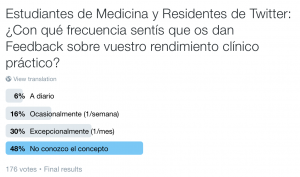 Estudiantes de Medicina y Residentes de Twitter:
¿Con qué frecuencia sentís que os dan
Feedback sobre vuestro rendimiento clínico
práctico?
View translation
6% A diario
16% Ocasionalmente (1/semana)
30% Excepcionalmente (1/mes)
48% No conozco el concepto
176 votes • Final results